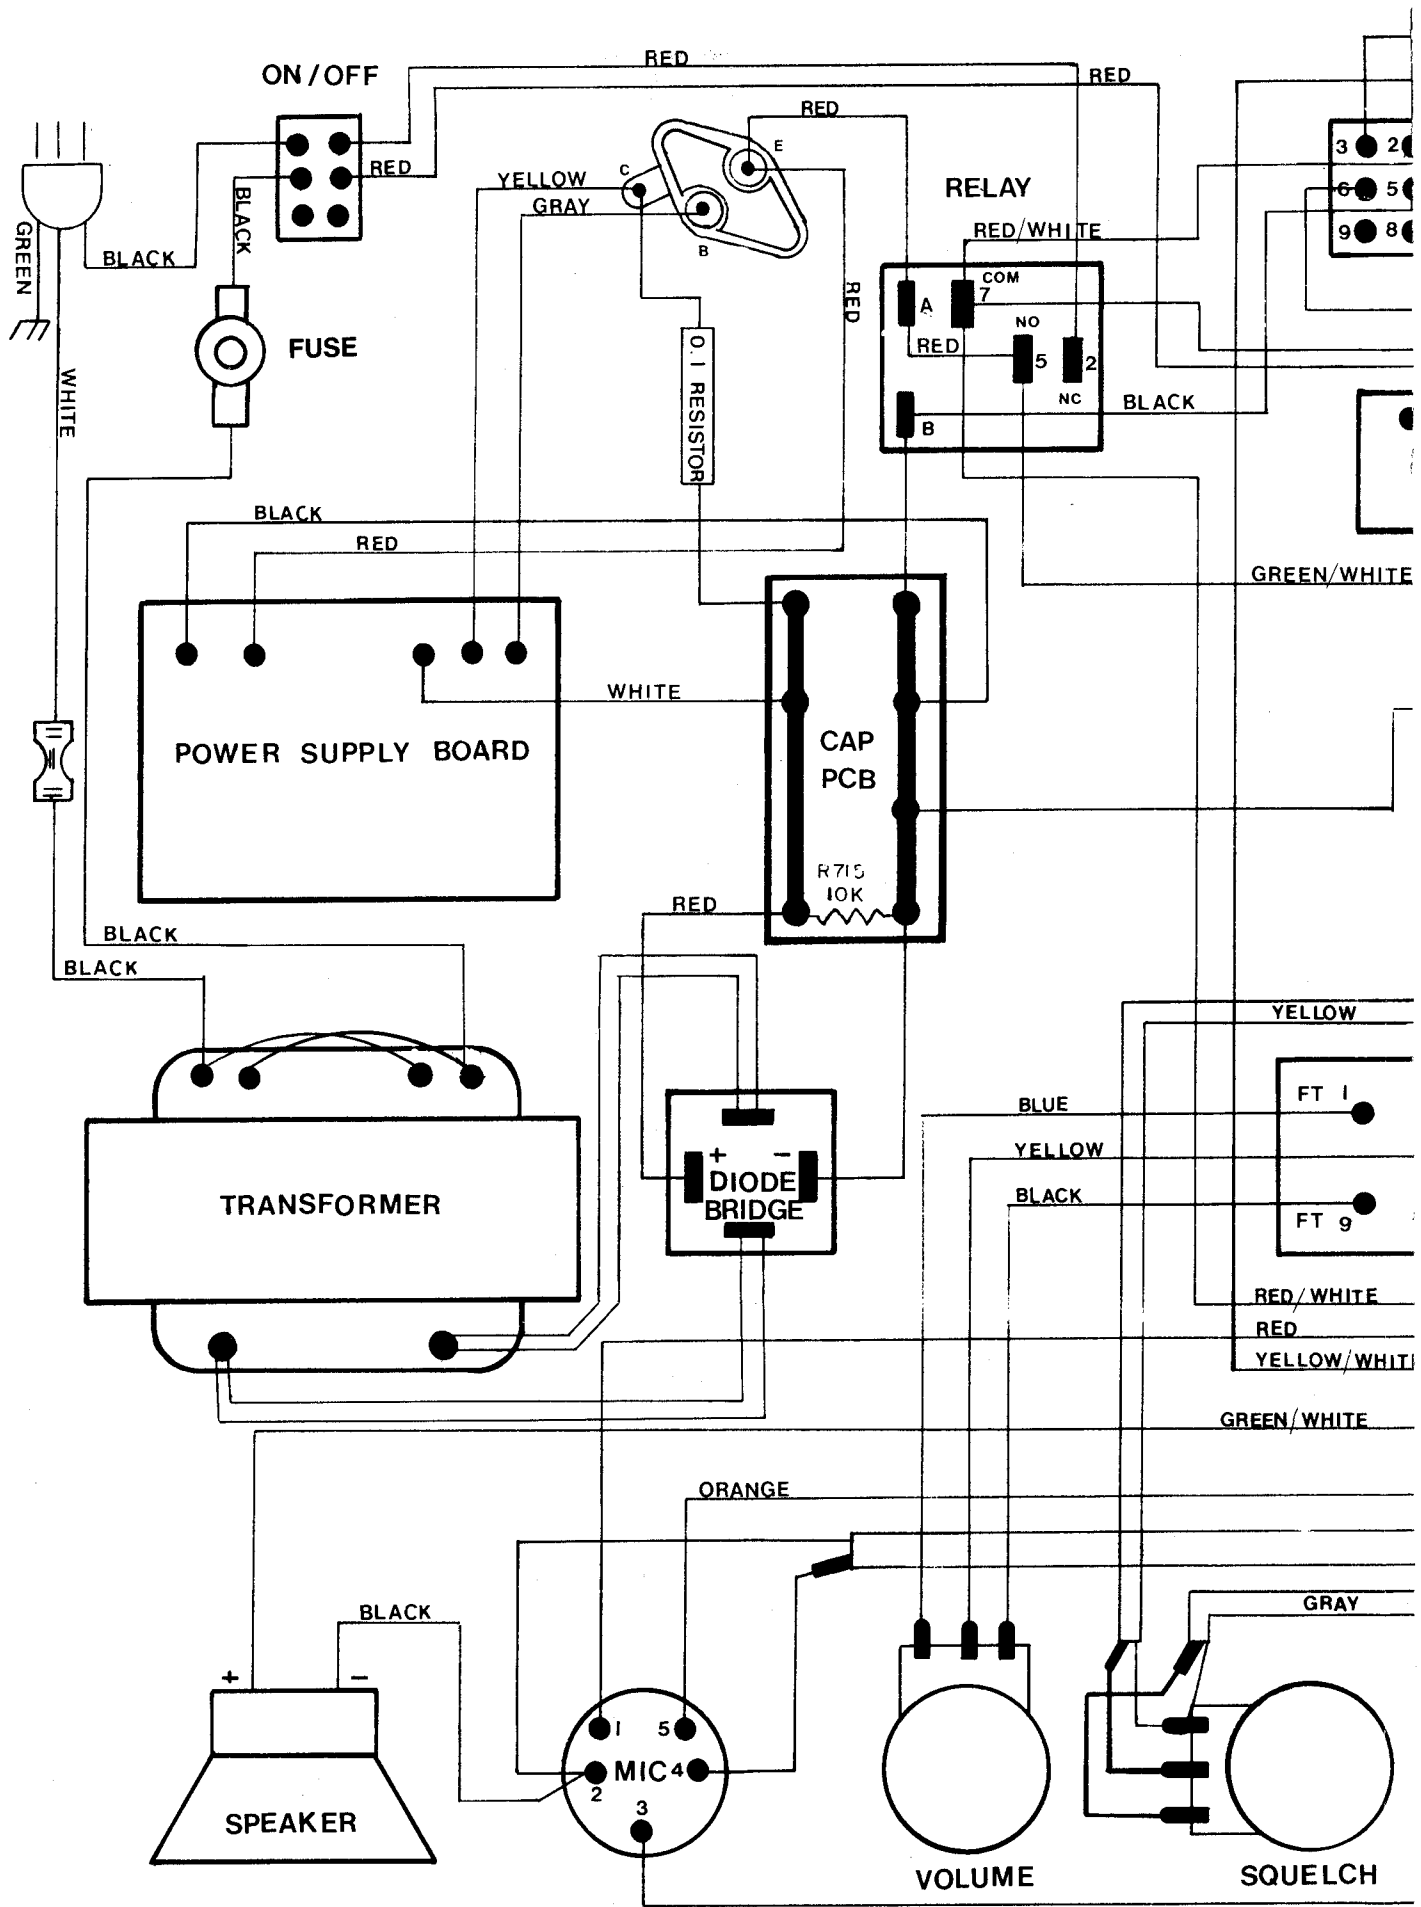 RED
ON/OFF
RED
RED
E
RED
C
YELLOW
GRAY
B
RELAY
RED/WHITE
3 2
6 5
9 8
BLACK
GREEN
BLACK
COM
7
A
NO
RED
5
2
NC
RED
BLACK
B
FUSE
WHITE
0.1 RESISTOR
BLACK
RED
GREEN/WHITE
WHITE
POWER SUPPLY BOARD
CAP
PCB
R715
10K
RED
BLACK
BLACK
YELLOW
FT 1
BLUE
YELLOW
BLACK
FT 9
+ −
DIODE
BRIDGE
TRANSFORMER
RED/WHITE
RED
YELLOW/WHIT
GREEN/WHITE
ORANGE
GRAY
BLACK
+ −
1 5
MIC 4
2
3
SPEAKER
VOLUME
SQUELCH